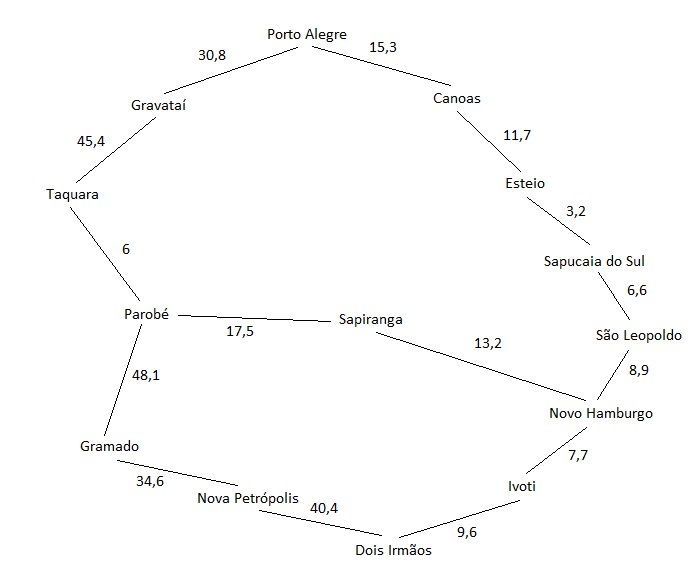 Porto Alegre
30,8
15,3
Gravataí
Canoas
45,4
11,7
Taquara
Esteio
3,2
6
Sapucaia do Sul
6,6
Parobé
17,5
Sapiranga
13,2
São Leopoldo
48,1
8,9
Novo Hamburgo
Gramado
7,7
34,6
Nova Petrópolis
Ivoti
40,4
9,6
Dois Irmãos